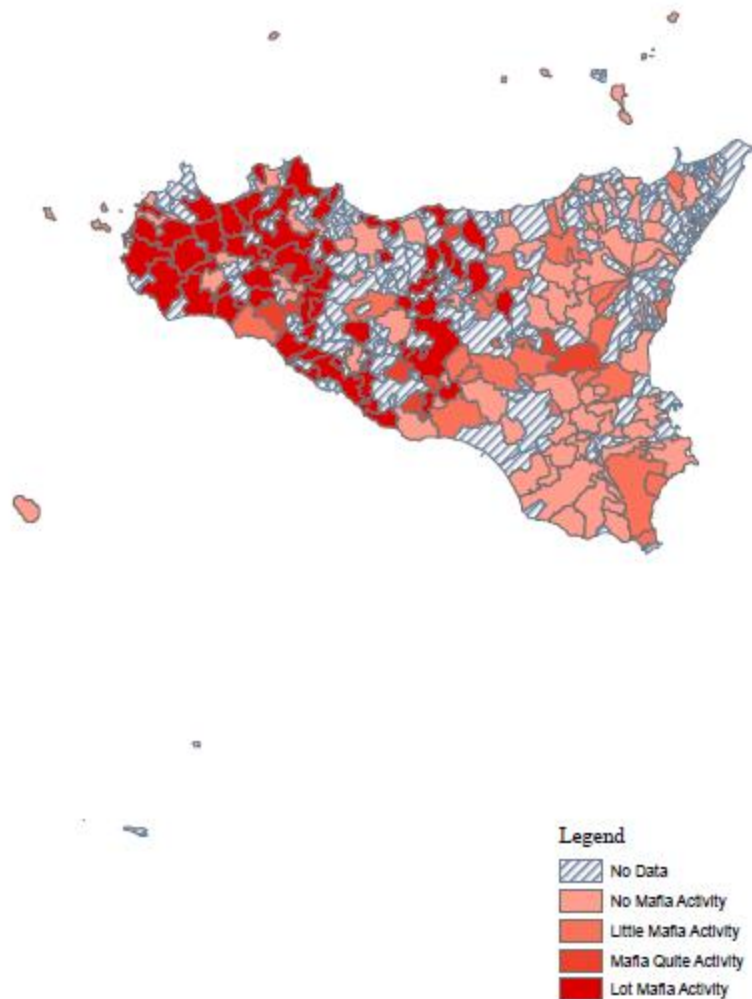 Legend
No Data
No Mafia Activity
Little Mafia Activity
Mafia Quite Activity
Lot Mafia Activity